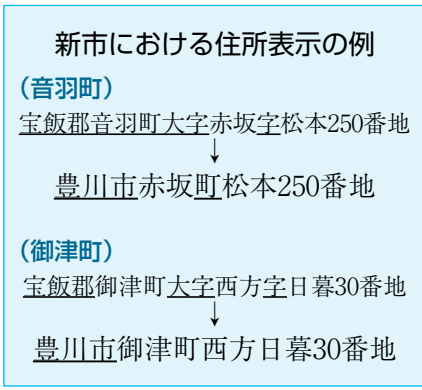 新市における住所表示の例
（音羽町）
宝飯郡音羽町大字赤坂字松本250番地
↓
豊川市赤坂町松本250番地
（御津町）
宝飯郡御津町大字西方字日暮30番地
↓
豊川市御津町西方日暮30番地